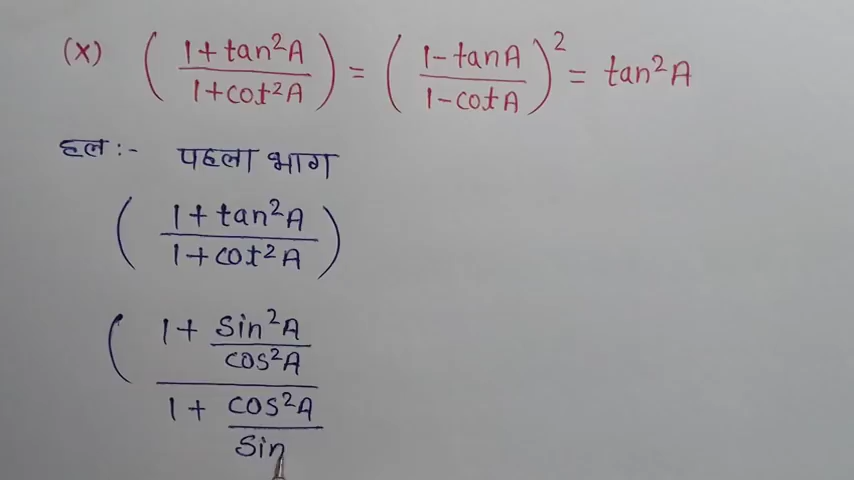 (x) ( 1+tan²A / 1+cot²A ) = ( 1-tanA / 1-cotA )² = tan²A
हल :- पहला भाग
( 1+tan²A / 1+cot²A )
( 1+ Sin²A / cos²A
1+ cos²A / Sin